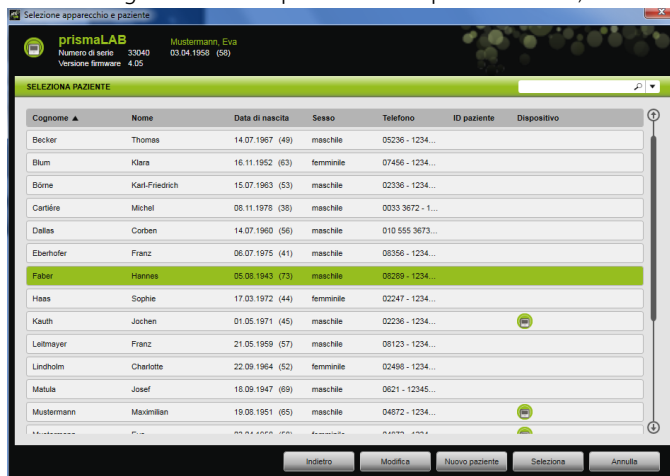 Selezione apparecchio e paziente
prismaLAB Mustermann, Eva
Numero di serie 33040 03.04.1958 (58)
Versione firmware 4.05
SELEZIONA PAZIENTE
Cognome ▲ Nome Data di nascita Sesso Telefono ID paziente Dispositivo
Becker Thomas 14.07.1967 (49) maschile 05236 - 1234...
Blum Klara 16.11.1952 (63) femminile 07456 - 1234...
Börne Karl-Friedrich 15.07.1963 (53) maschile 02336 - 1234...
Cartiére Michel 08.11.1978 (38) maschile 0033 3672 - 1...
Dallas Corben 14.07.1960 (56) maschile 010 555 3673...
Eberhofer Franz 06.07.1975 (41) maschile 08356 - 1234...
Faber Hannes 05.08.1943 (73) maschile 08289 - 1234...
Haas Sophie 17.03.1972 (44) femminile 02247 - 1234...
Kauth Jochen 01.05.1971 (45) maschile 02236 - 1234...
Leitmayer Franz 21.05.1959 (57) maschile 08123 - 1234...
Lindholm Charlotte 22.09.1964 (52) femminile 02498 - 1234...
Matula Josef 18.09.1947 (69) maschile 0621 - 12345...
Mustermann Maximilian 19.08.1951 (65) maschile 04872 - 1234...
Indietro Modifica Nuovo paziente Seleziona Annulla